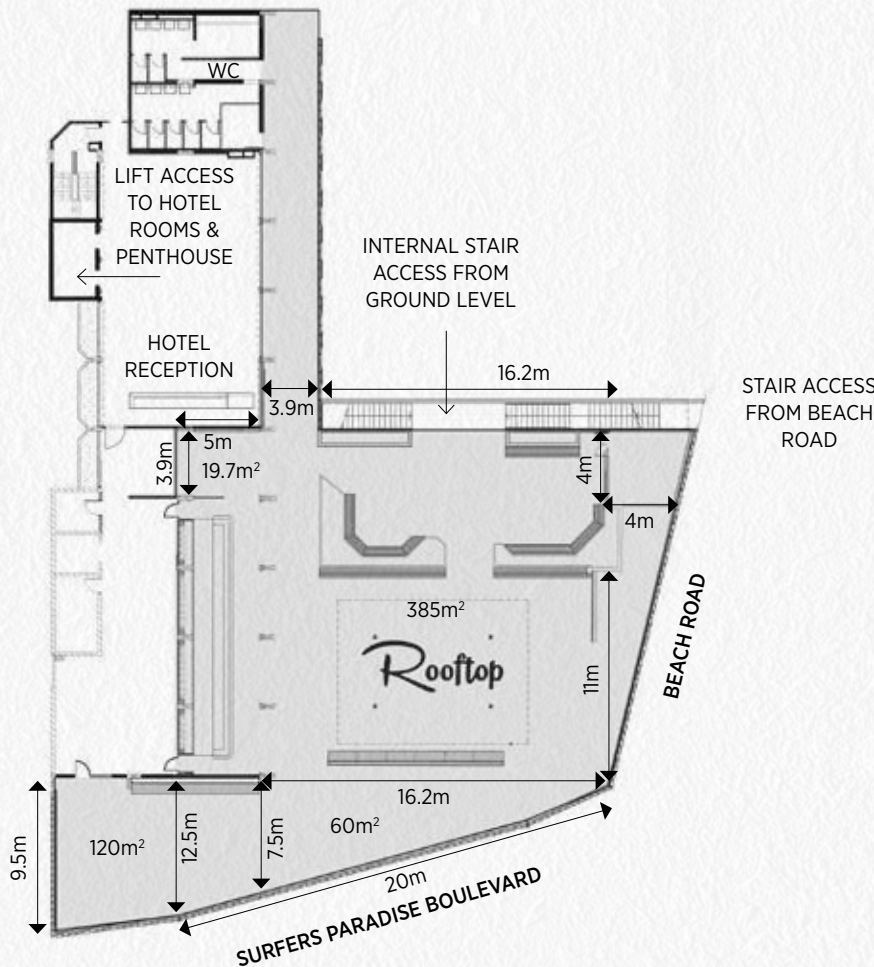 WC
LIFT ACCESS
TO HOTEL
ROOMS &
PENTHOUSE
INTERNAL STAIR
ACCESS FROM
GROUND LEVEL
HOTEL
RECEPTION
16.2m
3.9m
STAIR ACCESS
FROM BEACH
ROAD
5m
3.9m
19.7m²
4m
4m
385m²
Rooftop
11m
BEACH ROAD
16.2m
9.5m
120m²
12.5m
7.5m
60m²
20m
SURFERS PARADISE BOULEVARD